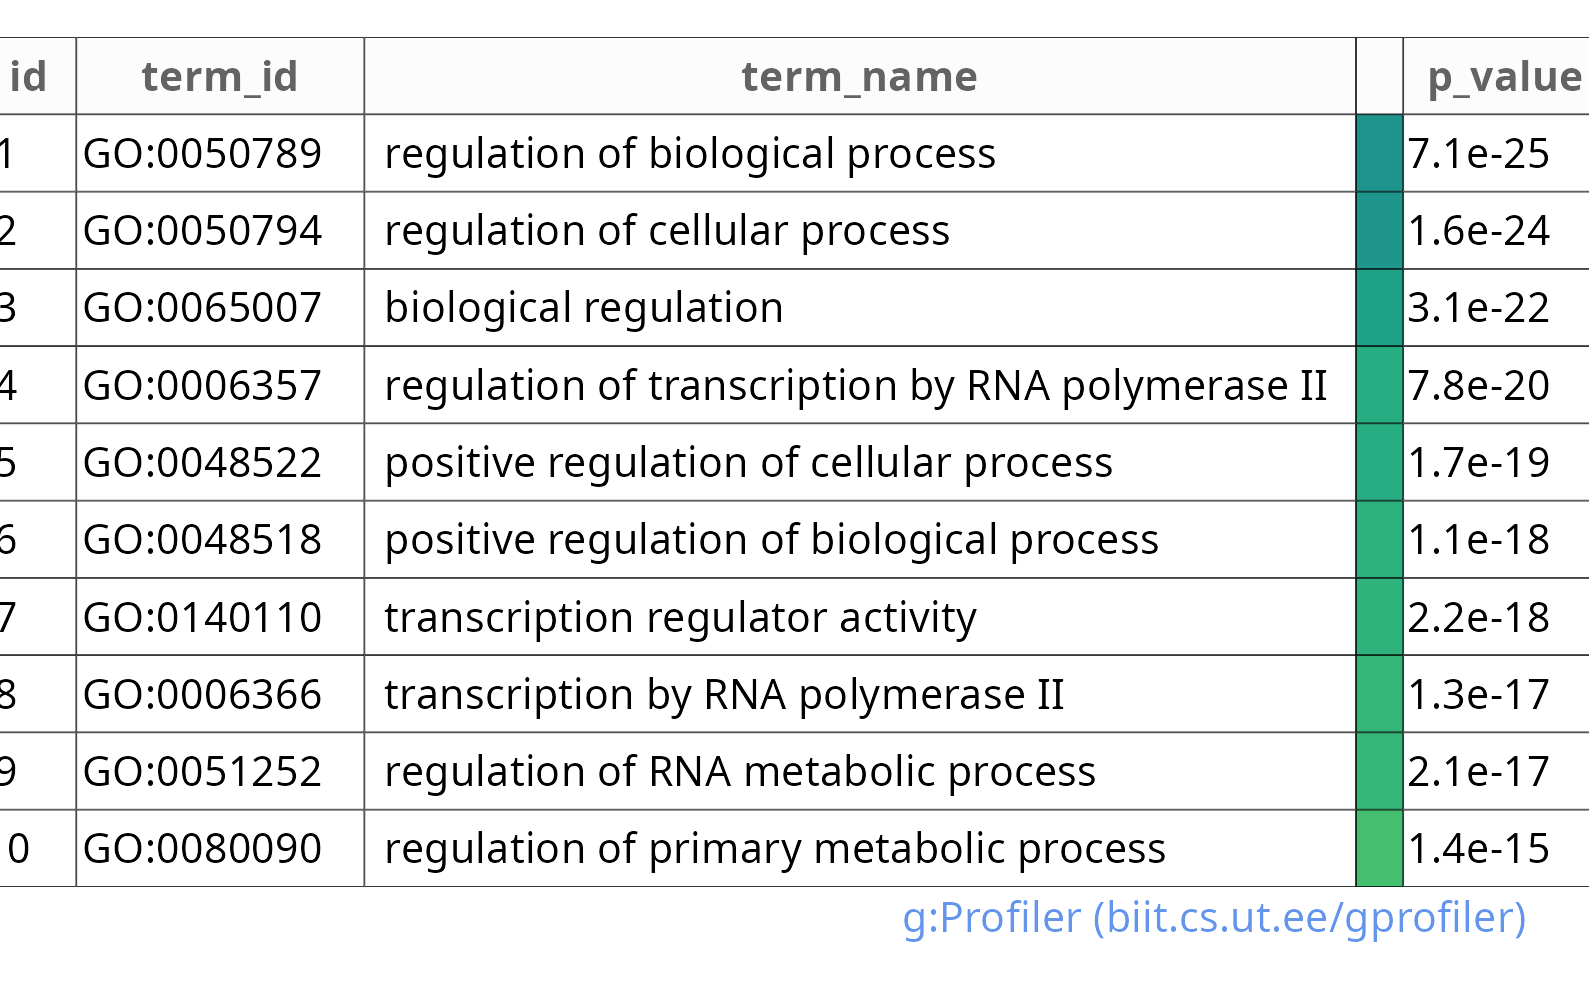 id term_id term_name p_value
1 GO:0050789 regulation of biological process 7.1e-25
2 GO:0050794 regulation of cellular process 1.6e-24
3 GO:0065007 biological regulation 3.1e-22
4 GO:0006357 regulation of transcription by RNA polymerase II 7.8e-20
5 GO:0048522 positive regulation of cellular process 1.7e-19
6 GO:0048518 positive regulation of biological process 1.1e-18
7 GO:0140110 transcription regulator activity 2.2e-18
8 GO:0006366 transcription by RNA polymerase II 1.3e-17
9 GO:0051252 regulation of RNA metabolic process 2.1e-17
0 GO:0080090 regulation of primary metabolic process 1.4e-15
g:Profiler (biit.cs.ut.ee/gprofiler)